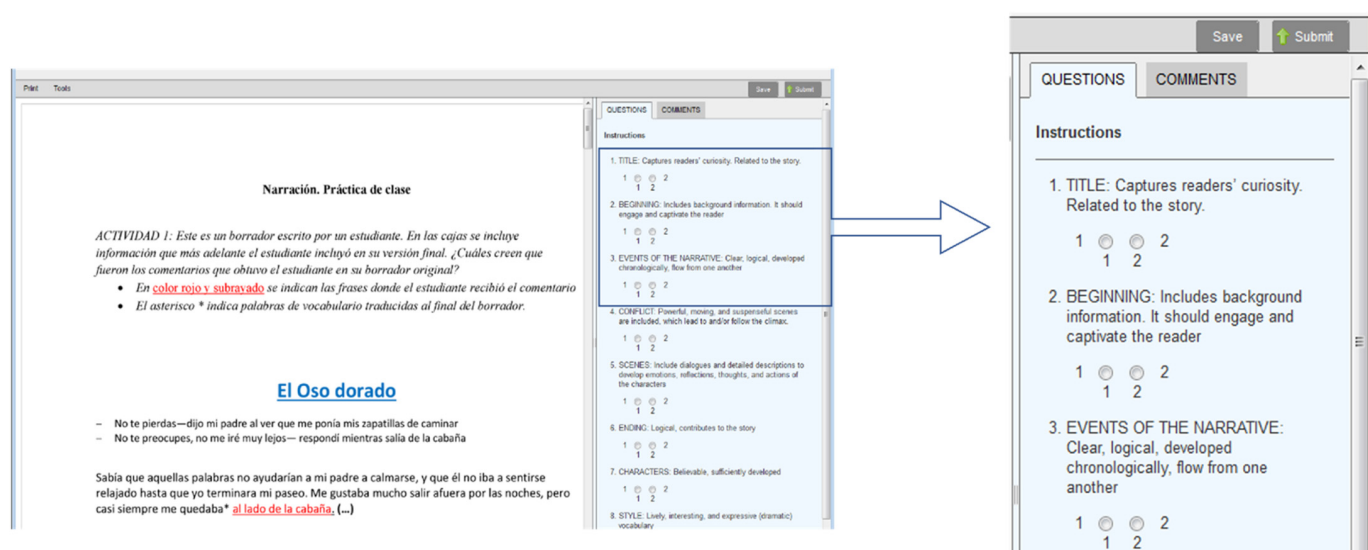 Print Tools
Save Submit
Narración. Práctica de clase
ACTIVIDAD 1: Este es un borrador escrito por un estudiante. En las cajas se incluye
información que más adelante el estudiante incluyó en su versión final. ¿Cuáles creen que
fueron los comentarios que obtuvo el estudiante en su borrador original?
• En color rojo y subrayado se indican las frases donde el estudiante recibió el comentario
• El asterisco * indica palabras de vocabulario traducidas al final del borrador.
El Oso dorado
– No te pierdas—dijo mi padre al ver que me ponía mis zapatillas de caminar
– No te preocupes, no me iré muy lejos— respondí mientras salía de la cabaña
Sabía que aquellas palabras no ayudarían a mi padre a calmarse, y que él no iba a sentirse
relajado hasta que yo terminara mi paseo. Me gustaba mucho salir afuera por las noches, pero
casi siempre me quedaba* al lado de la cabaña. (...)
QUESTIONS COMMENTS
Instructions
1. TITLE: Captures readers' curiosity. Related to the story.
1 2
1 2
2. BEGINNING: Includes background information. It should
engage and captivate the reader
1 2
1 2
3. EVENTS OF THE NARRATIVE: Clear, logical, developed
chronologically, flow from one another
1 2
1 2
4. CONFLICT: Powerful, moving, and suspenseful scenes
are included, which lead to and/or follow the climax.
1 2
1 2
5. SCENES: Include dialogues and detailed descriptions to
develop emotions, reflections, thoughts, and actions of
the characters
1 2
1 2
6. ENDING: Logical, contributes to the story
1 2
1 2
7. CHARACTERS: Believable, sufficiently developed
1 2
1 2
8. STYLE: Lively, interesting, and expressive (dramatic)
vocabulary
Save Submit
QUESTIONS COMMENTS
Instructions
1. TITLE: Captures readers' curiosity.
Related to the story.
1 2
1 2
2. BEGINNING: Includes background
information. It should engage and
captivate the reader
1 2
1 2
3. EVENTS OF THE NARRATIVE:
Clear, logical, developed
chronologically, flow from one
another
1 2
1 2